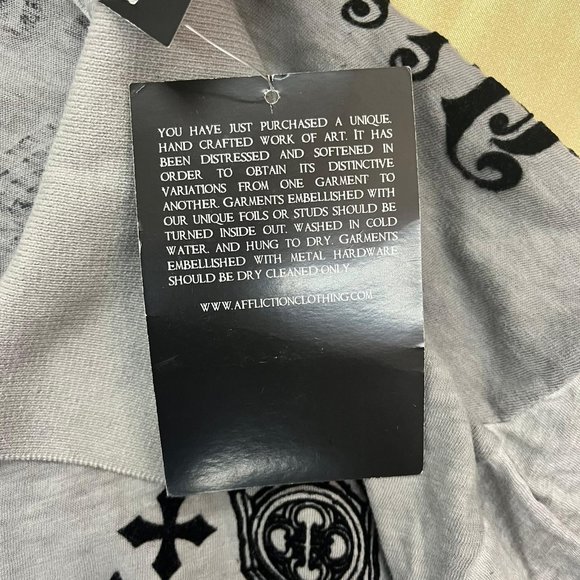 YOU HAVE JUST PURCHASED A UNIQUE,
HAND CRAFTED WORK OF ART. IT HAS
BEEN DISTRESSED AND SOFTENED IN
ORDER TO OBTAIN ITS DISTINCTIVE
VARIATIONS FROM ONE GARMENT TO
ANOTHER. GARMENTS EMBELLISHED WITH
OUR UNIQUE FOILS OR STUDS SHOULD BE
TURNED INSIDE OUT, WASHED IN COLD
WATER, AND HUNG TO DRY. GARMENTS
EMBELLISHED WITH METAL HARDWARE
SHOULD BE DRY CLEANED ONLY
WWW.AFFLICTIONCLOTHING.COM